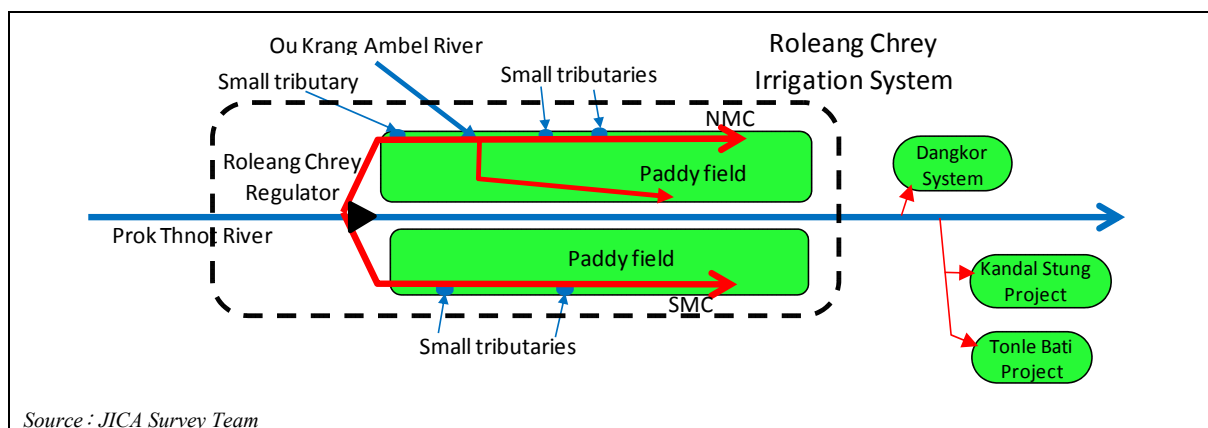 Ou Krang Ambel River
Roleang Chrey
Irrigation System
Small tributary
Small tributaries
NMC
Roleang Chrey
Regulator
Paddy field
Dangkor
System
Prok Thnot River
Paddy field
Kandal Stung
Project
SMC
Small tributaries
Tonle Bati
Project
Source : JICA Survey Team